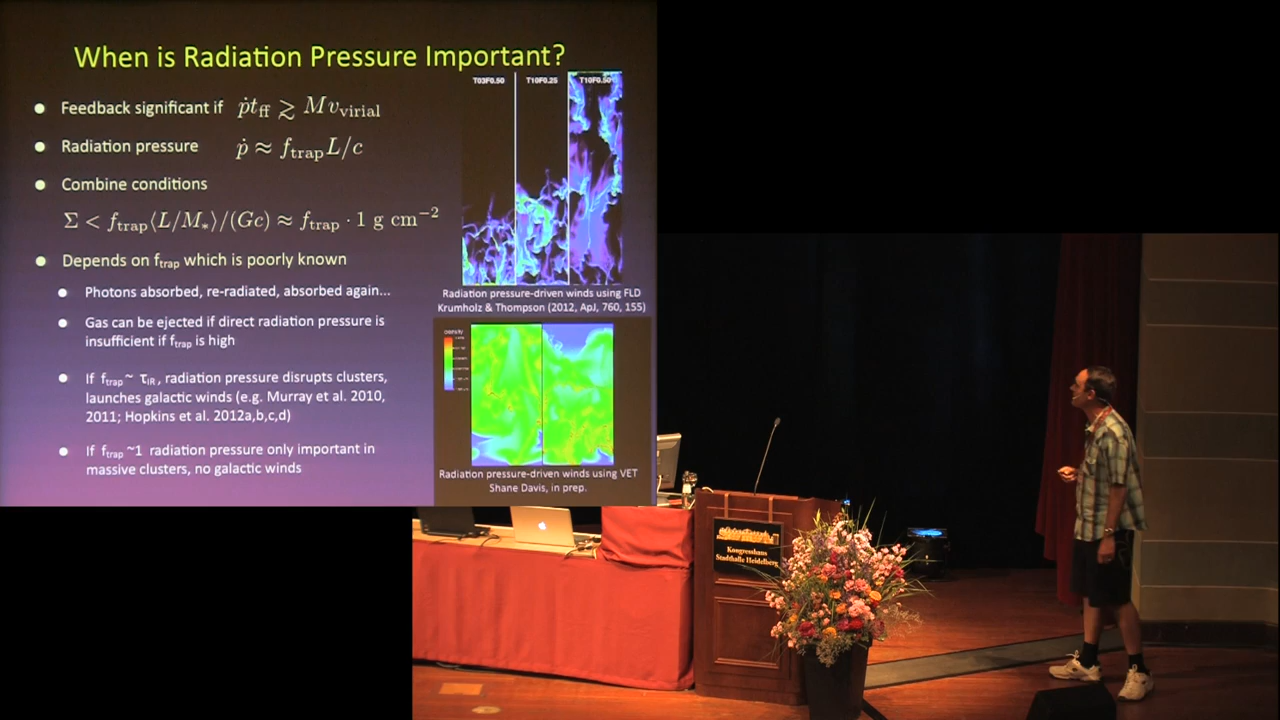 When is Radiation Pressure Important?
Feedback significant if ṗt_ff ≳ Mv_virial
Radiation pressure ṗ ≈ f_trap L/c
Combine conditions
Σ < f_trap⟨L/M_*⟩/(Gc) ≈ f_trap · 1 g cm⁻²
Depends on f_trap which is poorly known
Photons absorbed, re-radiated, absorbed again...
Gas can be ejected if direct radiation pressure is
insufficient if f_trap is high
If f_trap ~ τ_IR, radiation pressure disrupts clusters,
launches galactic winds (e.g. Murray et al. 2010,
2011; Hopkins et al. 2012a,b,c,d)
If f_trap ~1 radiation pressure only important in
massive clusters, no galactic winds
T03F0.50 T10F0.25 T10F0.50
Radiation pressure-driven winds using FLD
Krumholz & Thompson (2012, ApJ, 760, 155)
Radiation pressure-driven winds using VET
Shane Davis, in prep.
Kongresshaus
Stadthalle Heidelberg